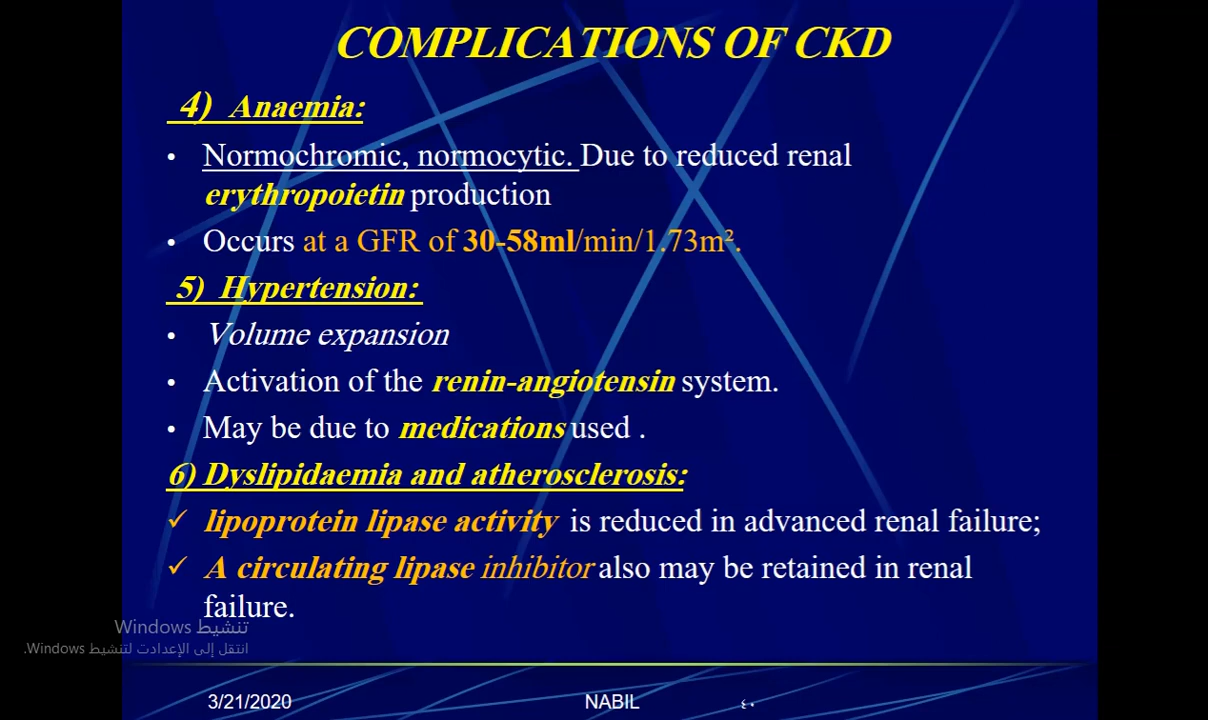 COMPLICATIONS OF CKD
4) Anaemia:
• Normochromic, normocytic. Due to reduced renal
erythropoietin production
• Occurs at a GFR of 30-58ml/min/1.73m².
5) Hypertension:
• Volume expansion
• Activation of the renin-angiotensin system.
• May be due to medications used .
6) Dyslipidaemia and atherosclerosis:
✓ lipoprotein lipase activity is reduced in advanced renal failure;
✓ A circulating lipase inhibitor also may be retained in renal
failure.
تنشيط Windows
انتقل إلى الإعدادت لتنشيط Windows.
3/21/2020 NABIL ٤٠